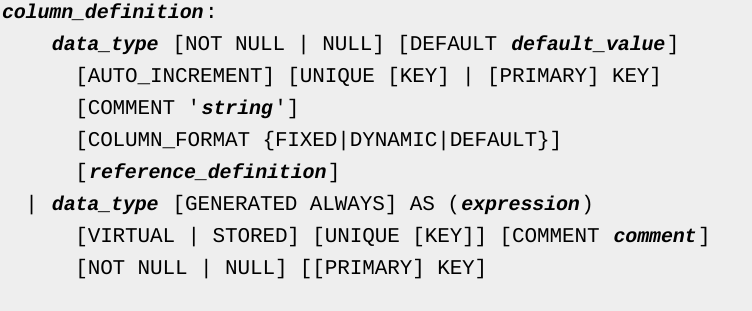 column_definition:
data_type [NOT NULL | NULL] [DEFAULT default_value]
[AUTO_INCREMENT] [UNIQUE [KEY] | [PRIMARY] KEY]
[COMMENT 'string']
[COLUMN_FORMAT {FIXED|DYNAMIC|DEFAULT}]
[reference_definition]
| data_type [GENERATED ALWAYS] AS (expression)
[VIRTUAL | STORED] [UNIQUE [KEY]] [COMMENT comment]
[NOT NULL | NULL] [[PRIMARY] KEY]